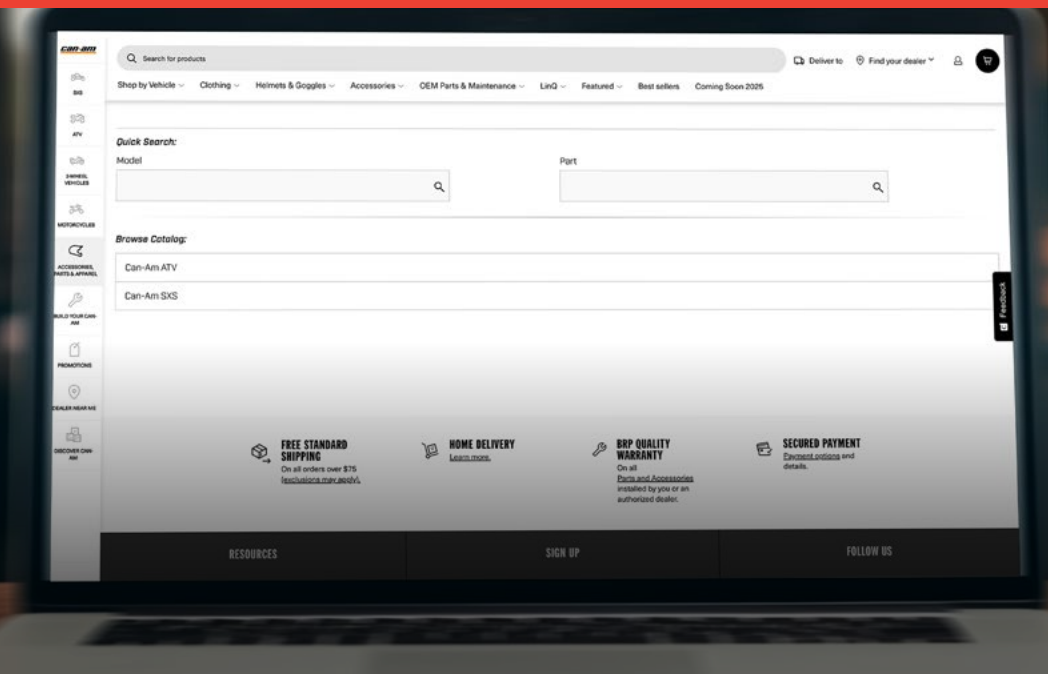 can-am
Search for products
Deliver to
Find your dealer
Shop by Vehicle
Clothing
Helmets & Goggles
Accessories
OEM Parts & Maintenance
LinQ
Featured
Best sellers
Coming Soon 2025
SXS
ATV
3-WHEEL
VEHICLES
MOTORCYCLES
ACCESSORIES,
PARTS & APPAREL
BUILD YOUR CAN-
AM
PROMOTIONS
DEALER NEAR ME
DISCOVER CAN-
AM
Quick Search:
Model
Part
Browse Catalog:
Can-Am ATV
Can-Am SXS
Feedback
FREE STANDARD
SHIPPING
On all orders over $75
(exclusions may apply).
HOME DELIVERY
Learn more.
BRP QUALITY
WARRANTY
On all
Parts and Accessories
installed by you or an
authorized dealer.
SECURED PAYMENT
Payment options and
details.
RESOURCES
SIGN UP
FOLLOW US